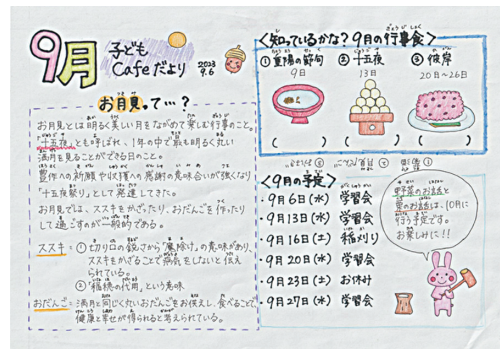 9月
子ども
Cafeだより
2023
9.6
お月見って…?
お月見とは明るく美しい月をながめて楽しむ行事のこと。
「十五夜」とも呼ばれ、1年の中で最も明るく丸い
満月を見ることができる日のこと。
豊作への祈願や収穫への感謝の意味合いが強くなり
「十五夜祭り」として発達してきた。
お月見では、ススキをかざったり、おだんごを作ったり
して過ごすのが一般的である。
ススキ=①切り口の鋭さから「魔除け」の意味があり、
ススキをかざることで病気をしないと伝え
られている。
②「稲穂の代用」という意味
おだんご=満月と同じく丸いおだんごをお供えし、食べることで、
健康と幸せが得られると考えられている。
<知っているかな?9月の行事食>
①重陽の節句
9日
②十五夜
13日
③彼岸
20日~26日
( ) ( ) ( )
<9月の予定>
・9月6日(水) 学習会
・9月13日(水) 学習会
・9月16日(土) 稲刈り
・9月20日(水) 学習会
・9月23日(土) お休み
・9月27日(水) 学習会
野菜のお話と
栗のお話は、10月に
行う予定です。
お楽しみに!!